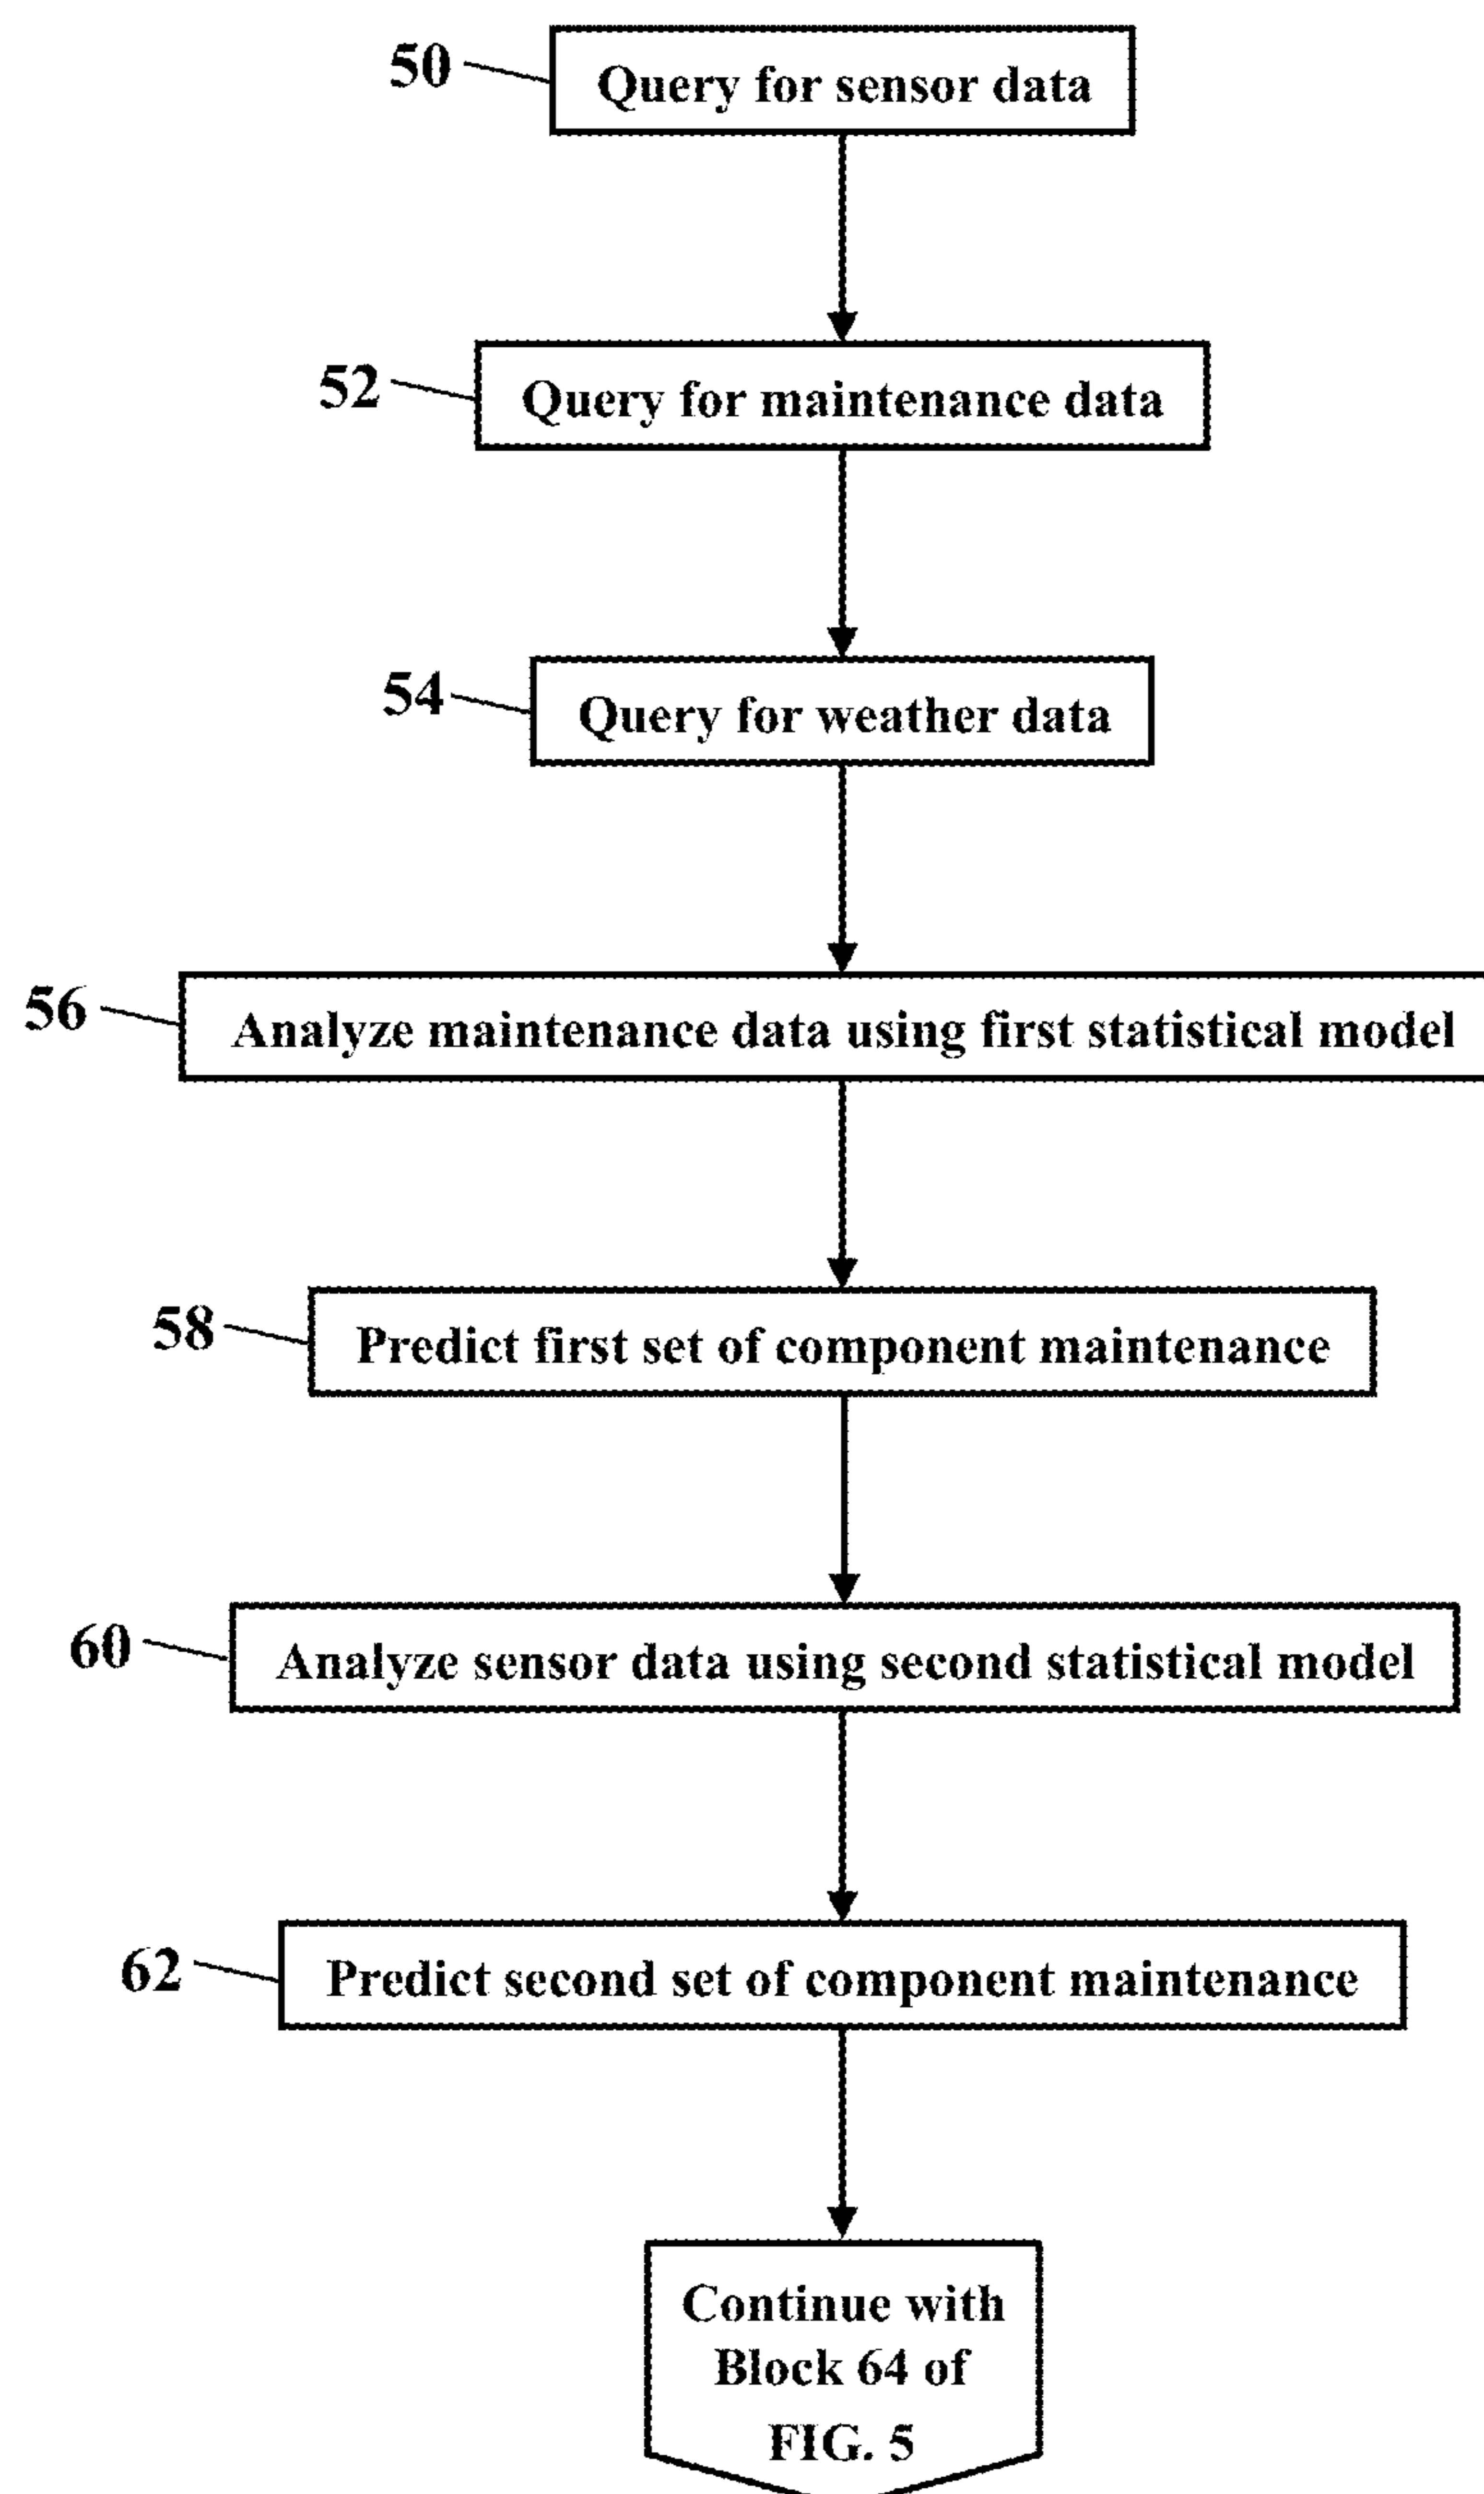 50
Query for sensor data
52
Query for maintenance data
54
Query for weather data
56
Analyze maintenance data using first statistical model
58
Predict first set of component maintenance
60
Analyze sensor data using second statistical model
62
Predict second set of component maintenance
Continue with
Block 64 of
FIG. 5